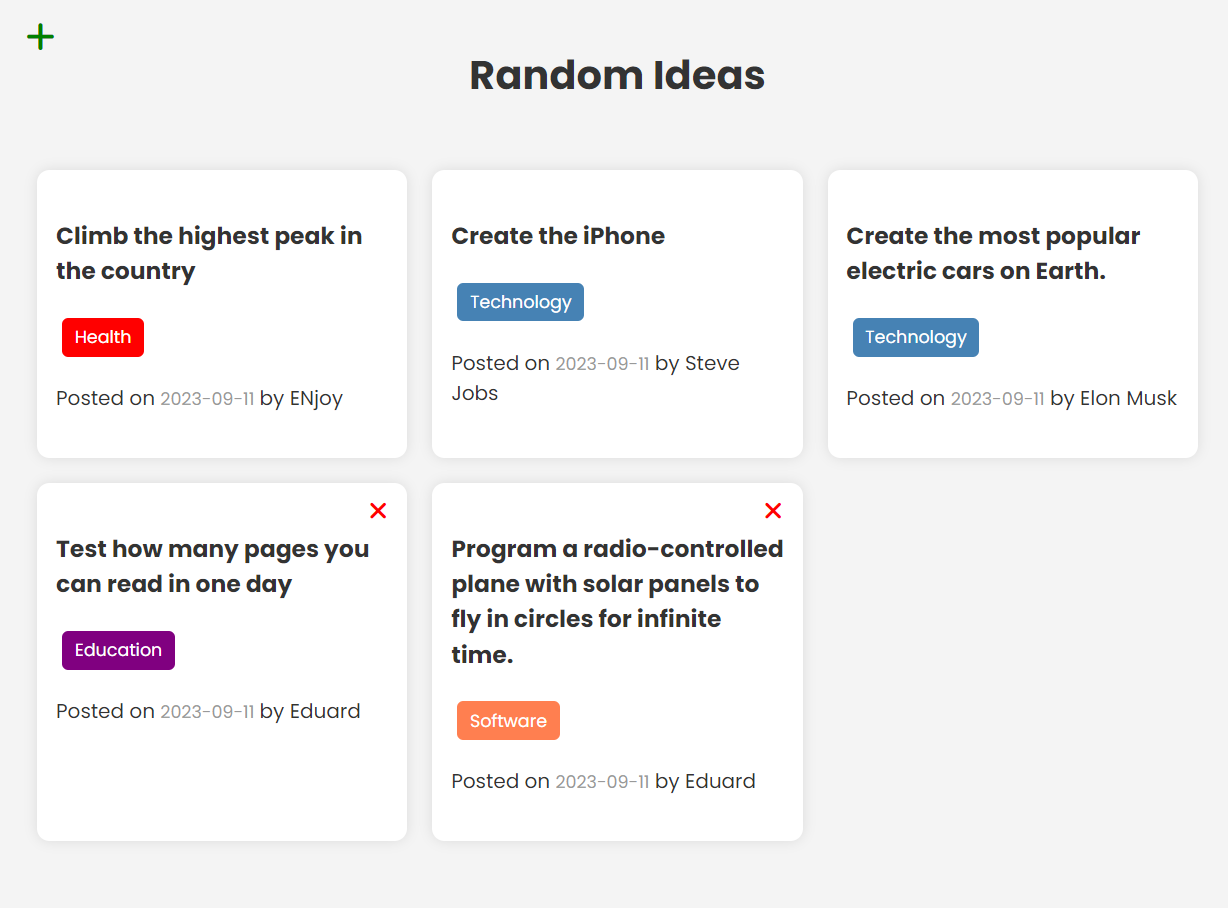 Random Ideas
Climb the highest peak in
the country
Health
Posted on 2023-09-11 by ENjoy
Create the iPhone
Technology
Posted on 2023-09-11 by Steve
Jobs
Create the most popular
electric cars on Earth.
Technology
Posted on 2023-09-11 by Elon Musk
Test how many pages you
can read in one day
Education
Posted on 2023-09-11 by Eduard
Program a radio-controlled
plane with solar panels to
fly in circles for infinite
time.
Software
Posted on 2023-09-11 by Eduard